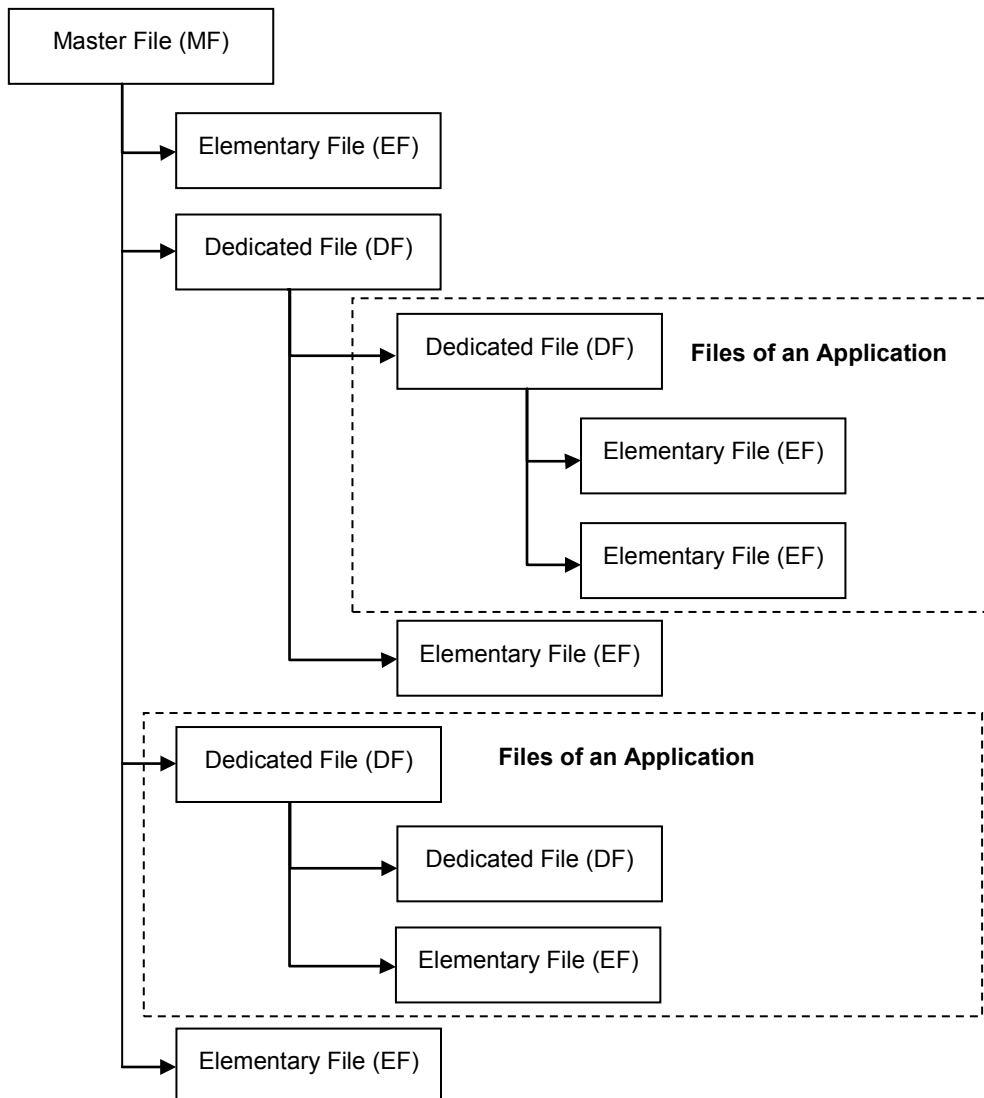 Master File (MF)
Elementary File (EF)
Dedicated File (DF)
Dedicated File (DF)
Files of an Application
Elementary File (EF)
Elementary File (EF)
Elementary File (EF)
Dedicated File (DF)
Files of an Application
Dedicated File (DF)
Elementary File (EF)
Elementary File (EF)